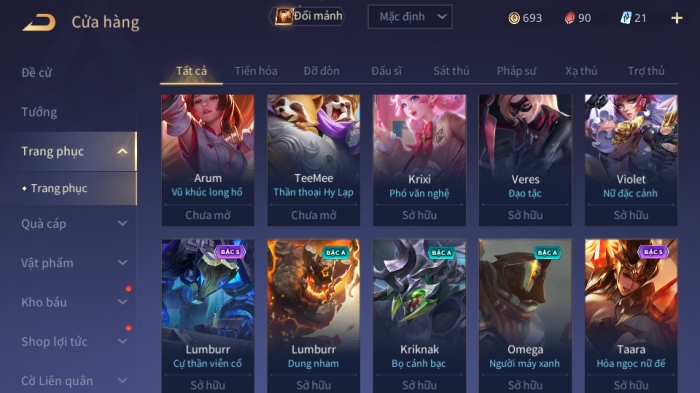 Cửa hàng
Đổi mảnh
Mặc định
693
90
21
Đề cử
Tướng
Trang phục
Trang phục
Quà cáp
Vật phẩm
Kho báu
Shop lợi tức
Cờ Liên quân
Tất cả Tiến hóa Đỡ đòn Đấu sĩ Sát thủ Pháp sư Xạ thủ Trợ thủ
Arum
Vũ khúc long hổ
Chưa mở
TeeMee
Thần thoại Hy Lạp
Chưa mở
Krixi
Phó văn nghệ
Sở hữu
Veres
Đạo tặc
Sở hữu
Violet
Nữ đặc cảnh
Sở hữu
BẬC S
Lumburr
Cự thần viễn cổ
Sở hữu
BẬC A
Lumburr
Dung nham
Sở hữu
BẬC A
Kriknak
Bọ cánh bạc
Sở hữu
BẬC A
Omega
Người máy xanh
Sở hữu
BẬC S
Taara
Hỏa ngọc nữ đế
Sở hữu